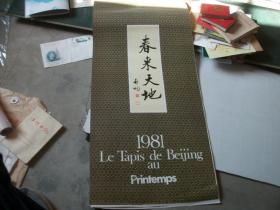 春来天地
1981
Le Tapis de Beijing
au
Printemps